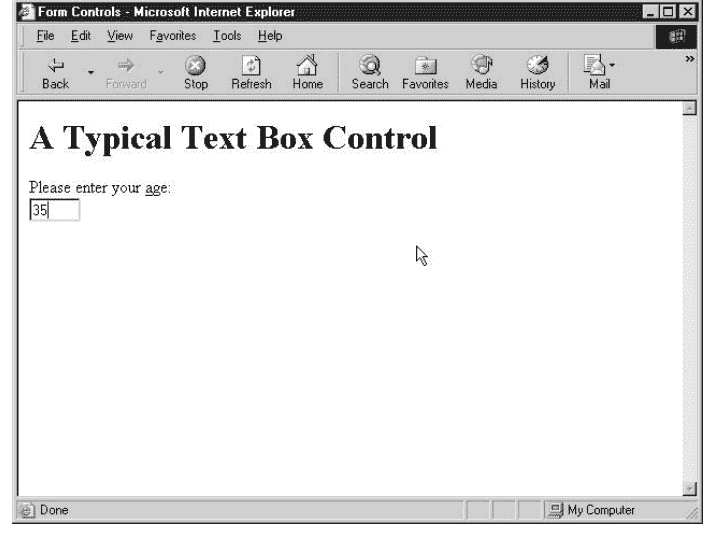 Form Controls - Microsoft Internet Explorer
File Edit View Favorites Tools Help
Back Forward Stop Refresh Home Search Favorites Media History Mail »
A Typical Text Box Control
Please enter your age:
35
Done My Computer